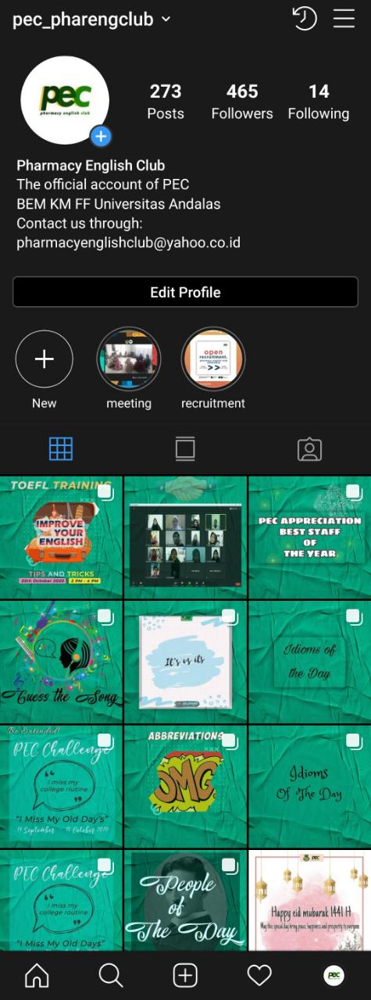 pec_pharengclub
pec
pharmacy english club
273
465
14
Posts
Followers
Following
Pharmacy English Club
The official account of PEC
BEM KM FF Universitas Andalas
Contact us through:
pharmacyenglishclub@yahoo.co.id
Edit Profile
open
recruitment.
New
meeting
recruitment
TOEFL TRAINING
IMPROVE
YOUR
ENGLISH
TIPS AND TRICKS
25th October 2020
2 PM - 4 PM
PEC APPRECIATION
BEST STAFF
OF
THE YEAR
Guess the Song
It's vs its
Idioms of
the Day
Be Extended!
PEC Challenge
“
I miss my
college riutine
”
"I Miss My Old Day's"
14 September - 15 October 2020
ABBREVIATIONS
OMG
Idioms
Of The Day
PEC Challenge
“
I miss my
college riutine
”
"I Miss My Old Days"
People
of
The Day
pec
Happy eid mubarak 1441 H
May this special day bring peace, happiness and prosperity to everyone
pec